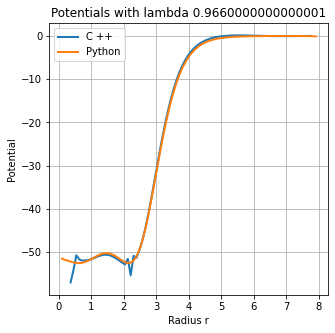 Potentials with lambda 0.9660000000000001
C ++
Python
0
−10
−20
−30
−40
−50
Potential
0 1 2 3 4 5 6 7 8
Radius r